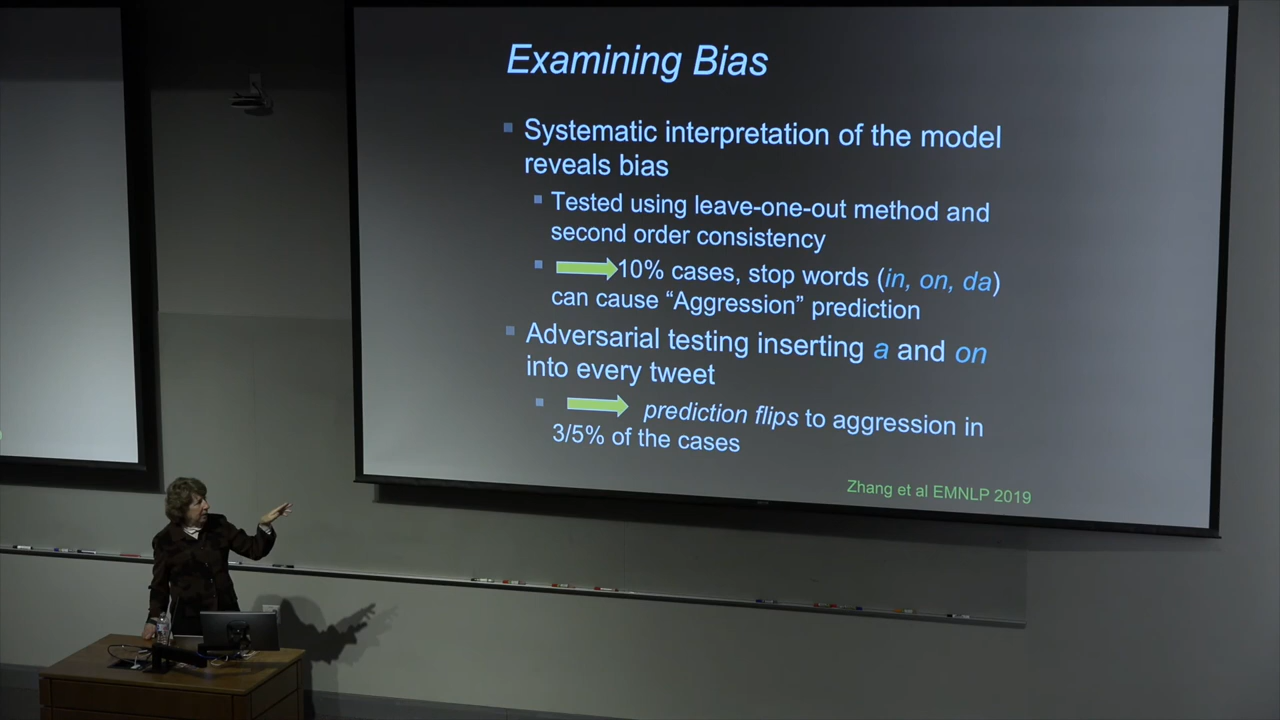 Examining Bias
Systematic interpretation of the model
reveals bias
Tested using leave-one-out method and
second order consistency
10% cases, stop words (in, on, da)
can cause “Aggression” prediction
Adversarial testing inserting a and on
into every tweet
prediction flips to aggression in
3/5% of the cases
Zhang et al EMNLP 2019